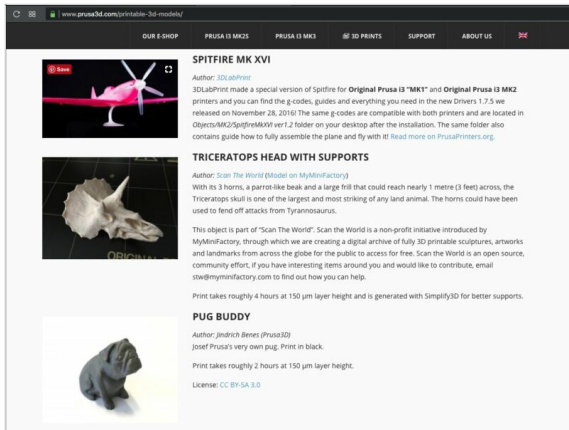 www.prusa3d.com/printable-3d-models/
OUR E-SHOP PRUSA I3 MK2S PRUSA I3 MK3 3D PRINTS SUPPORT ABOUT US
Save
SPITFIRE MK XVI
Author: 3DLabPrint
3DLabPrint made a special version of Spitfire for Original Prusa i3 "MK1" and Original Prusa i3 MK2
printers and you can find the g-codes, guides and everything you need in the new Drivers 1.7.5 we
released on November 28, 2016! The same g-codes are compatible with both printers and are located in
Objects/MK2/SpitfireMkXVI ver1.2 folder on your desktop after the installation. The same folder also
contains guide how to fully assemble the plane and fly with it! Read more on PrusaPrinters.org.
TRICERATOPS HEAD WITH SUPPORTS
Author: Scan The World (Model on MyMiniFactory)
With its 3 horns, a parrot-like beak and a large frill that could reach nearly 1 metre (3 feet) across, the
Triceratops skull is one of the largest and most striking of any land animal. The horns could have been
used to fend off attacks from Tyrannosaurus.
This object is part of "Scan The World". Scan the World is a non-profit initiative introduced by
MyMiniFactory, through which we are creating a digital archive of fully 3D printable sculptures, artworks
and landmarks from across the globe for the public to access for free. Scan the World is an open source,
community effort, if you have interesting items around you and would like to contribute, email
stw@myminifactory.com to find out how you can help.
Print takes roughly 4 hours at 150 µm layer height and is generated with Simplify3D for better supports.
ORIGINAL
PUG BUDDY
Author: Jindrich Benes (Prusa3D)
Josef Prusa's very own pug. Print in black.
Print takes roughly 2 hours at 150 µm layer height.
License: CC BY-SA 3.0